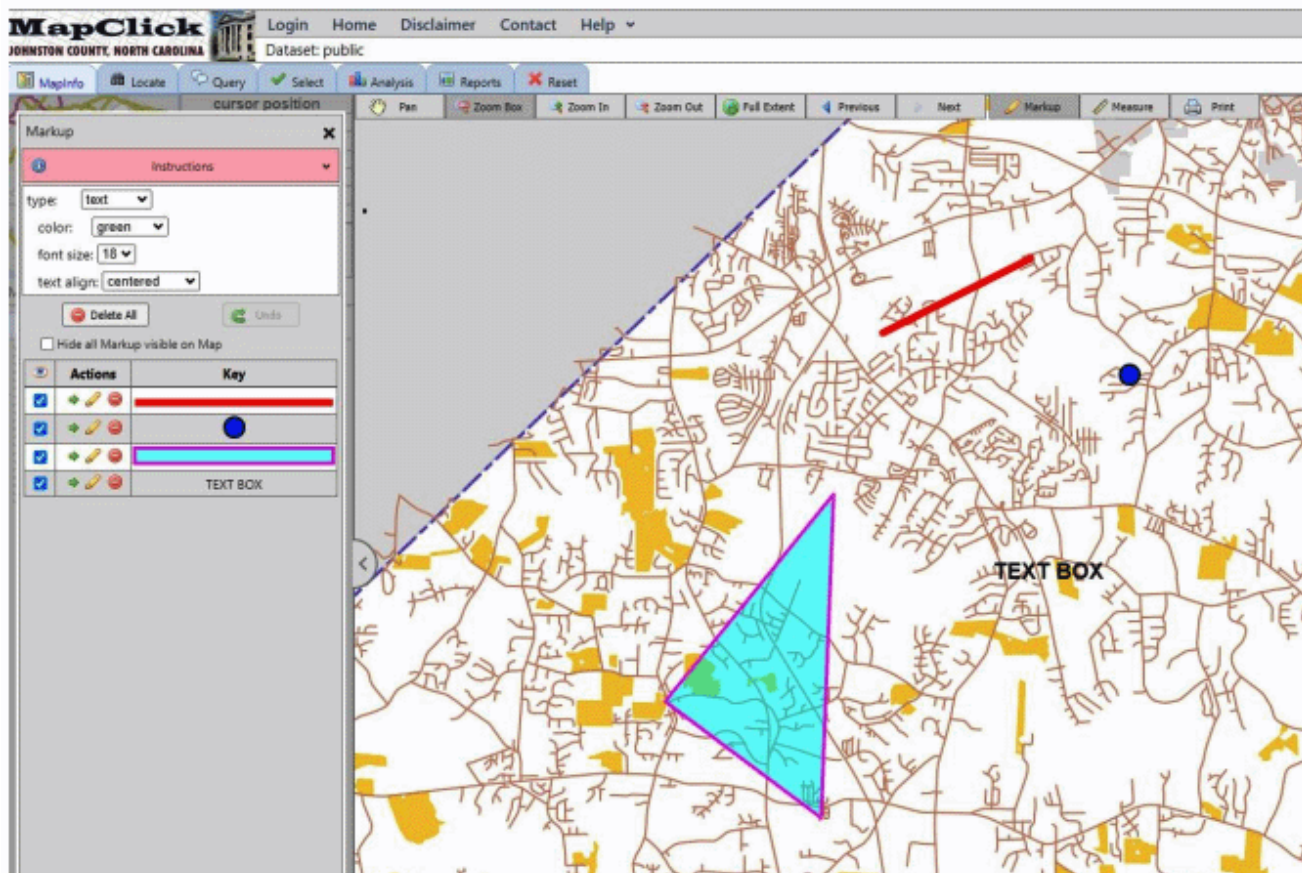 MapClick
JOHNSTON COUNTY, NORTH CAROLINA
Login Home Disclaimer Contact Help
Dataset: public
MapInfo Locate Query Select Analysis Reports Reset
cursor position
Pan Zoom Box Zoom In Zoom Out Full Extent Previous Next Markup Measure Print
Markup
Instructions
type: text
color: green
font size: 18
text align: centered
Delete All Undo
Hide all Markup visible on Map
Actions Key
TEXT BOX
TEXT BOX